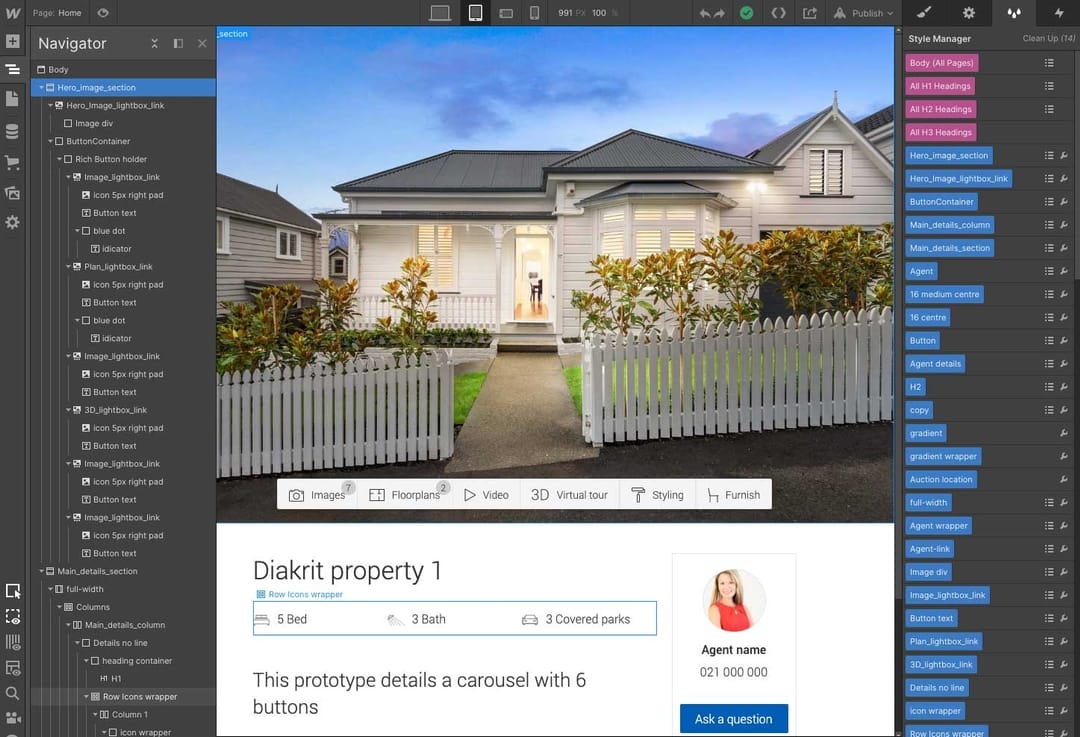 Page: Home
991 PX 100 %
Publish
Navigator
Body
Hero_image_section
Hero_Image_lightbox_link
Image div
ButtonContainer
Rich Button holder
Image_lightbox_link
icon 5px right pad
Button text
blue dot
idicator
Plan_lightbox_link
icon 5px right pad
Button text
blue dot
idicator
Image_lightbox_link
icon 5px right pad
Button text
3D_lightbox_link
icon 5px right pad
Button text
Image_lightbox_link
icon 5px right pad
Button text
Image_lightbox_link
icon 5px right pad
Button text
Main_details_section
full-width
Columns
Main_details_column
Details no line
heading container
H1 H1
Row Icons wrapper
Column 1
icon wrapper
_section
Images 7
Floorplans 2
Video
3D Virtual tour
Styling
Furnish
Diakrit property 1
Row Icons wrapper
5 Bed
3 Bath
3 Covered parks
This prototype details a carousel with 6
buttons
Agent name
021 000 000
Ask a question
Style Manager
Clean Up (14)
Body (All Pages)
All H1 Headings
All H2 Headings
All H3 Headings
Hero_image_section
Hero_Image_lightbox_link
ButtonContainer
Main_details_column
Main_details_section
Agent
16 medium centre
16 centre
Button
Agent details
H2
copy
gradient
gradient wrapper
Auction location
full-width
Agent wrapper
Agent-link
Image div
Image_lightbox_link
Button text
Plan_lightbox_link
3D_lightbox_link
Details no line
icon wrapper
Row Icons wrapper